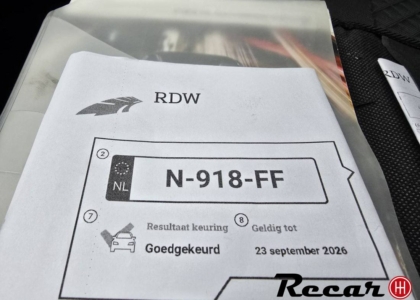 RDW
2
NL
N-918-FF
7
Resultaat keuring
8
Geldig tot
Goedgekeurd
23 september 2026
Recar